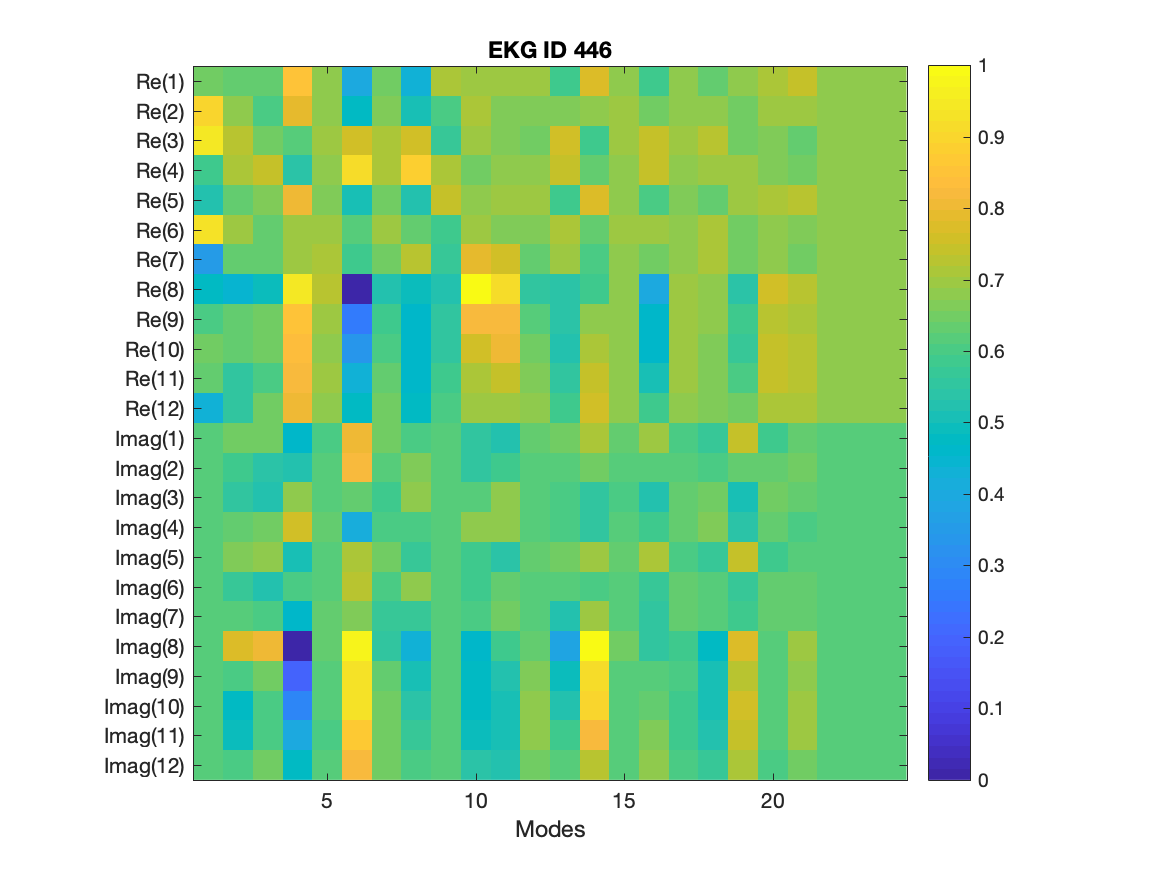 EKG ID 446
Re(1)
Re(2)
Re(3)
Re(4)
Re(5)
Re(6)
Re(7)
Re(8)
Re(9)
Re(10)
Re(11)
Re(12)
Imag(1)
Imag(2)
Imag(3)
Imag(4)
Imag(5)
Imag(6)
Imag(7)
Imag(8)
Imag(9)
Imag(10)
Imag(11)
Imag(12)
5 10 15 20
Modes
1
0.9
0.8
0.7
0.6
0.5
0.4
0.3
0.2
0.1
0